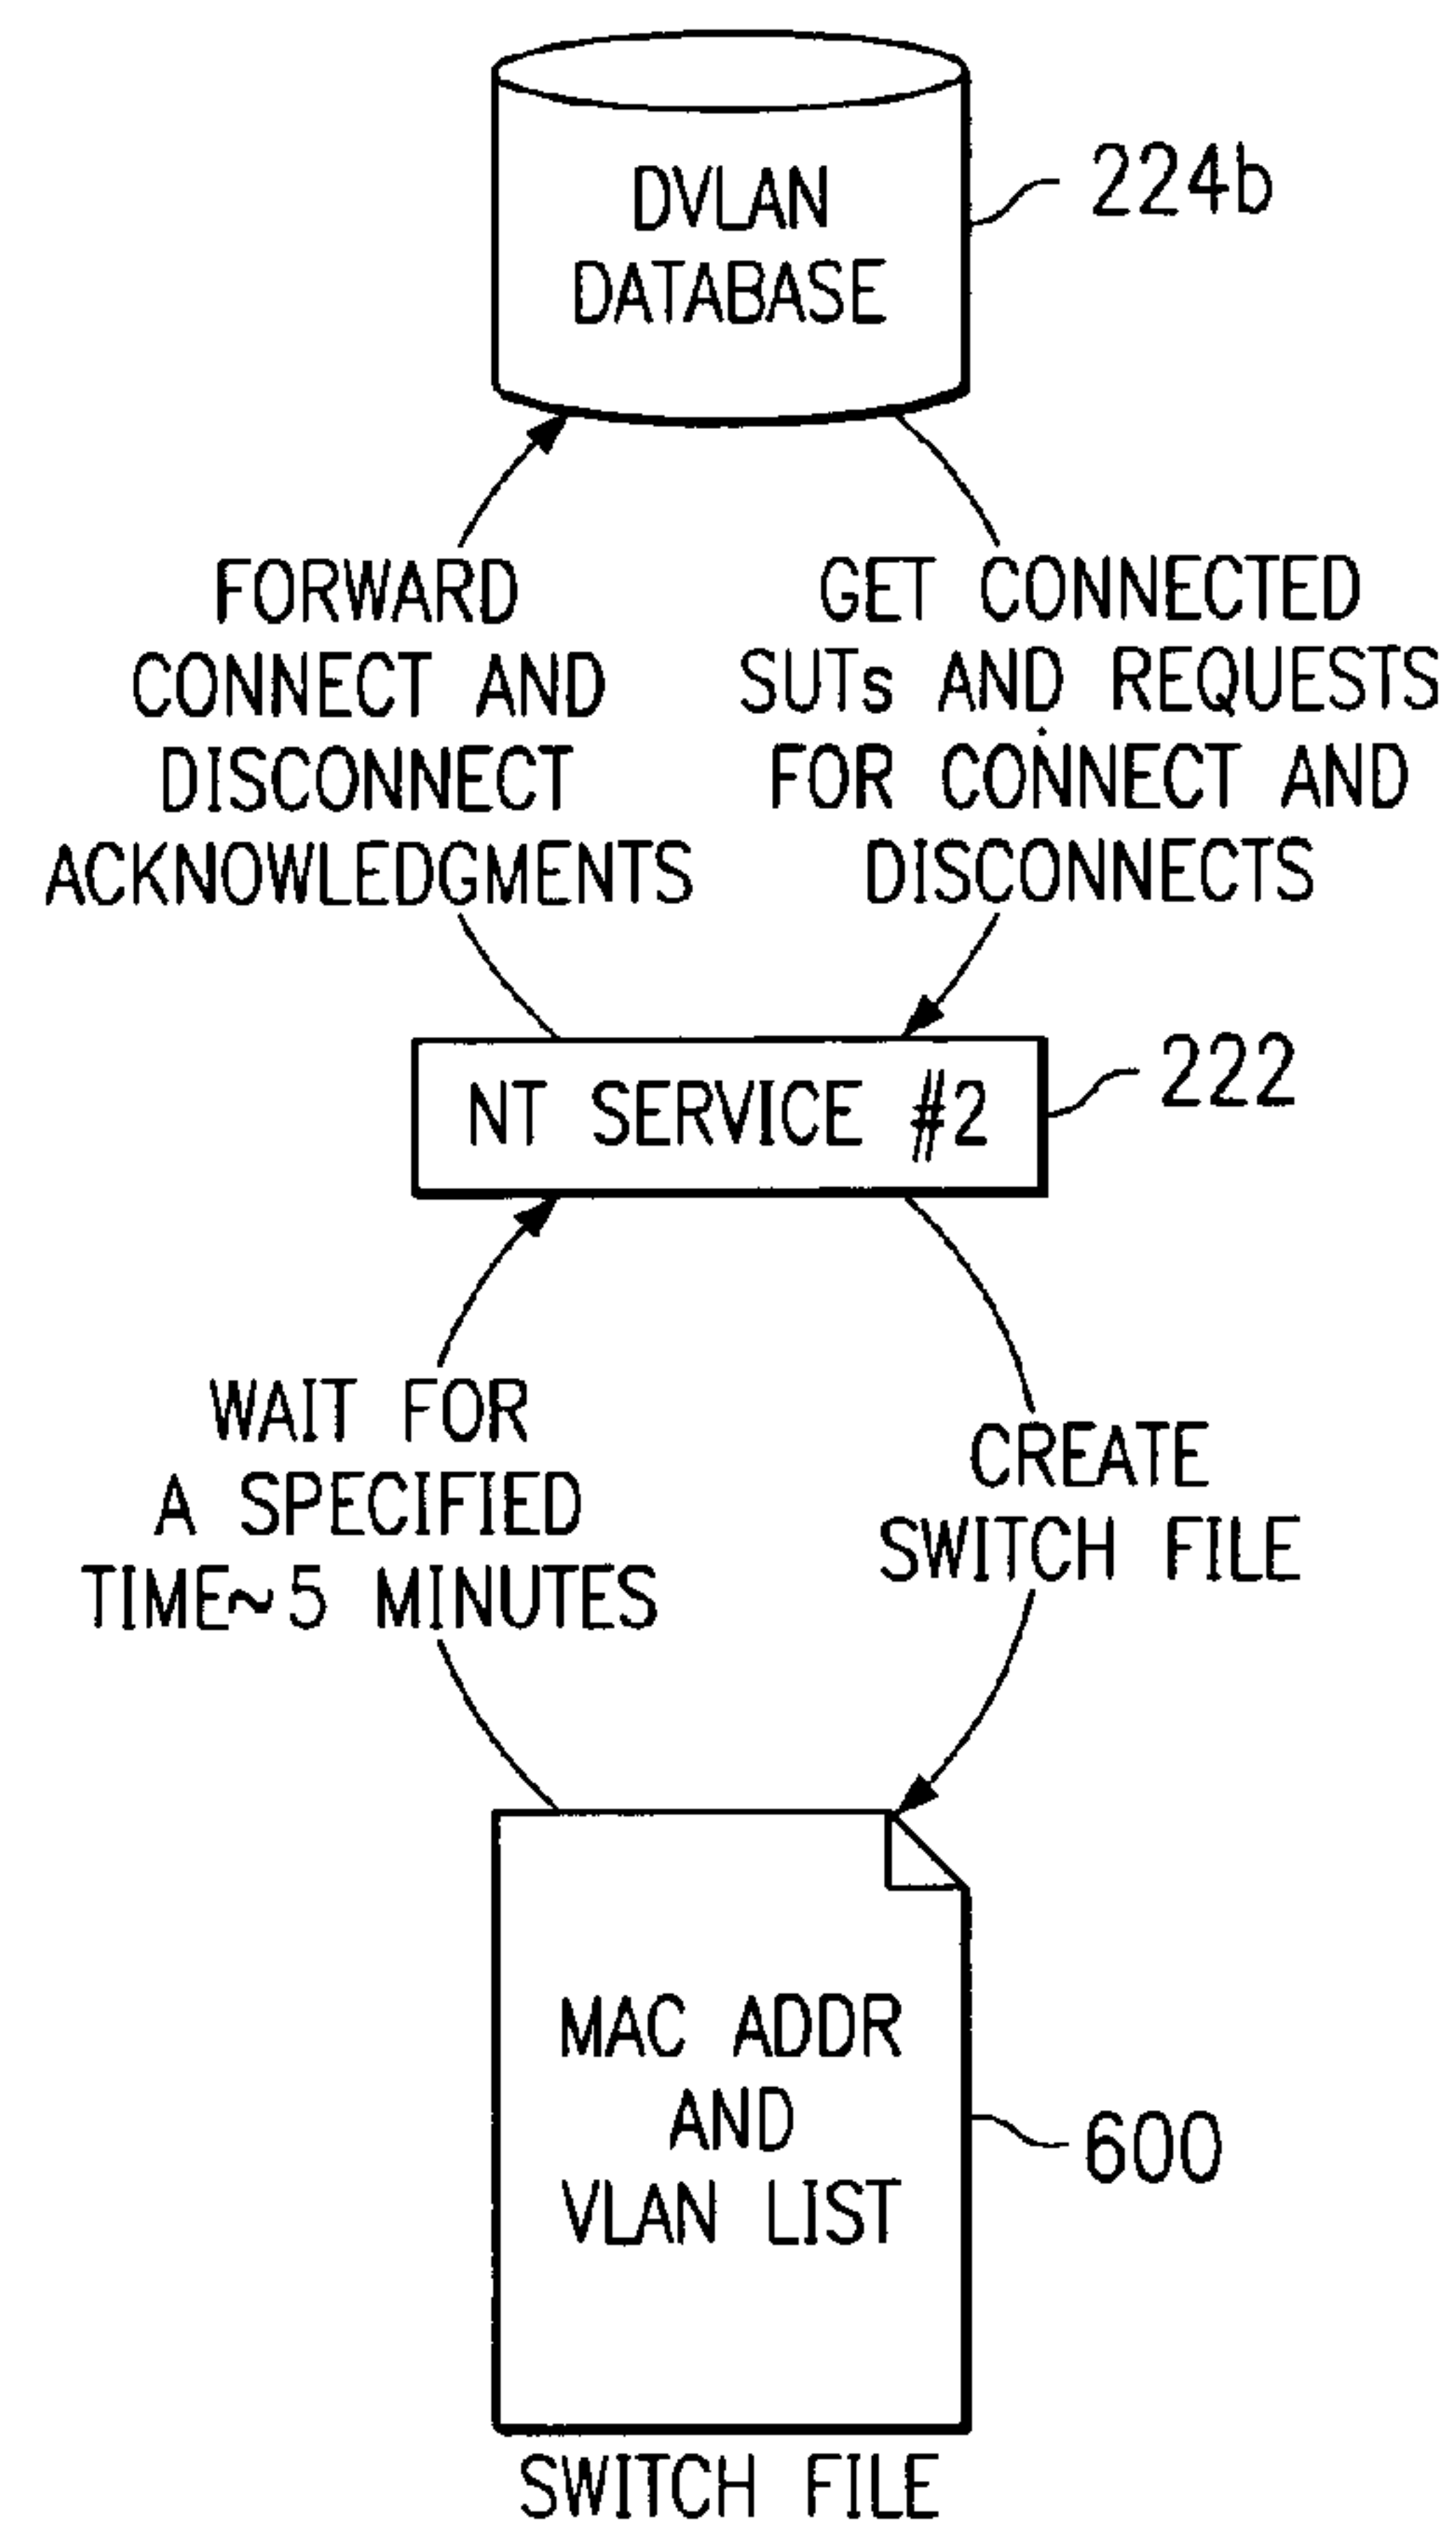 DVLAN
DATABASE
224b
FORWARD
CONNECT AND
DISCONNECT
ACKNOWLEDGMENTS
GET CONNECTED
SUTs AND REQUESTS
FOR CONNECT AND
DISCONNECTS
NT SERVICE #2
222
WAIT FOR
A SPECIFIED
TIME~5 MINUTES
CREATE
SWITCH FILE
MAC ADDR
AND
VLAN LIST
600
SWITCH FILE